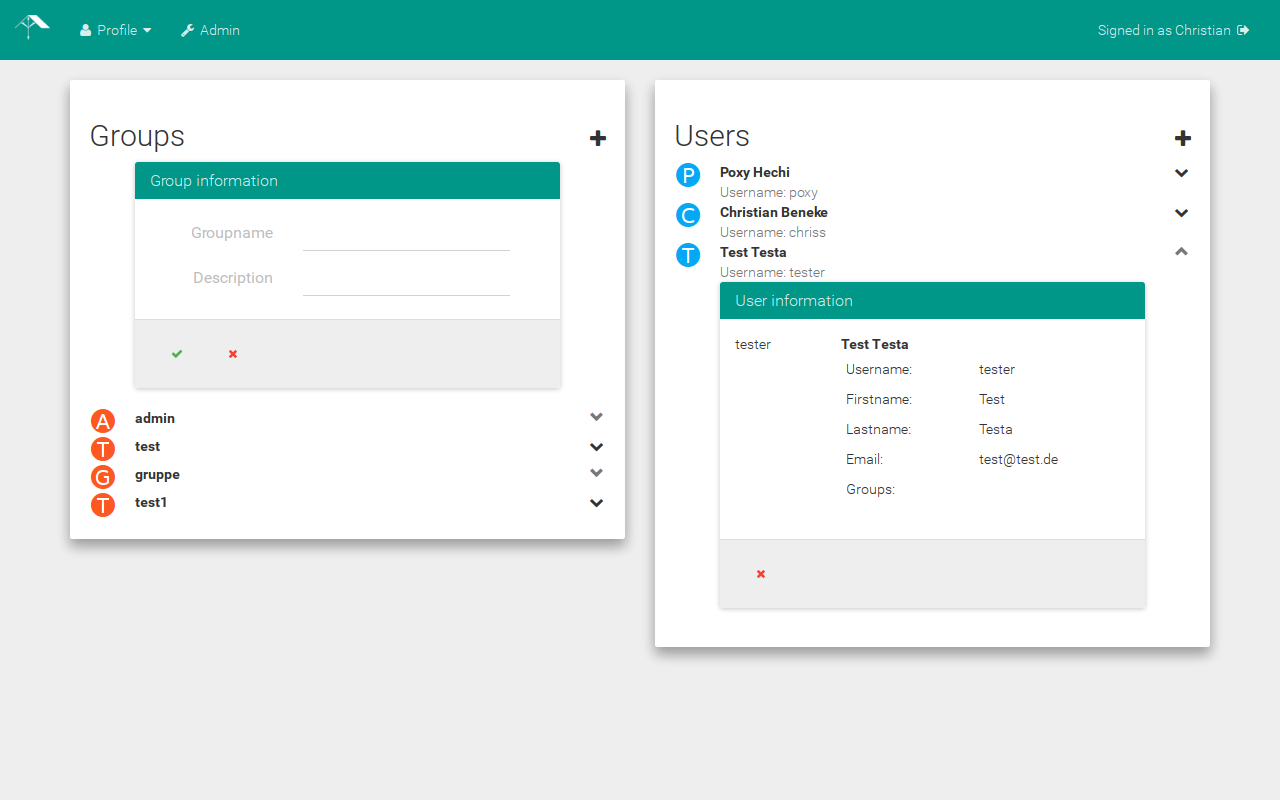 Profile Admin Signed in as Christian
Groups
Group information
Groupname
Description
A admin
T test
G gruppe
T test1
Users
P Poxy Hechi
Username: poxy
C Christian Beneke
Username: chriss
T Test Testa
Username: tester
User information
tester Test Testa
Username: tester
Firstname: Test
Lastname: Testa
Email: test@test.de
Groups: